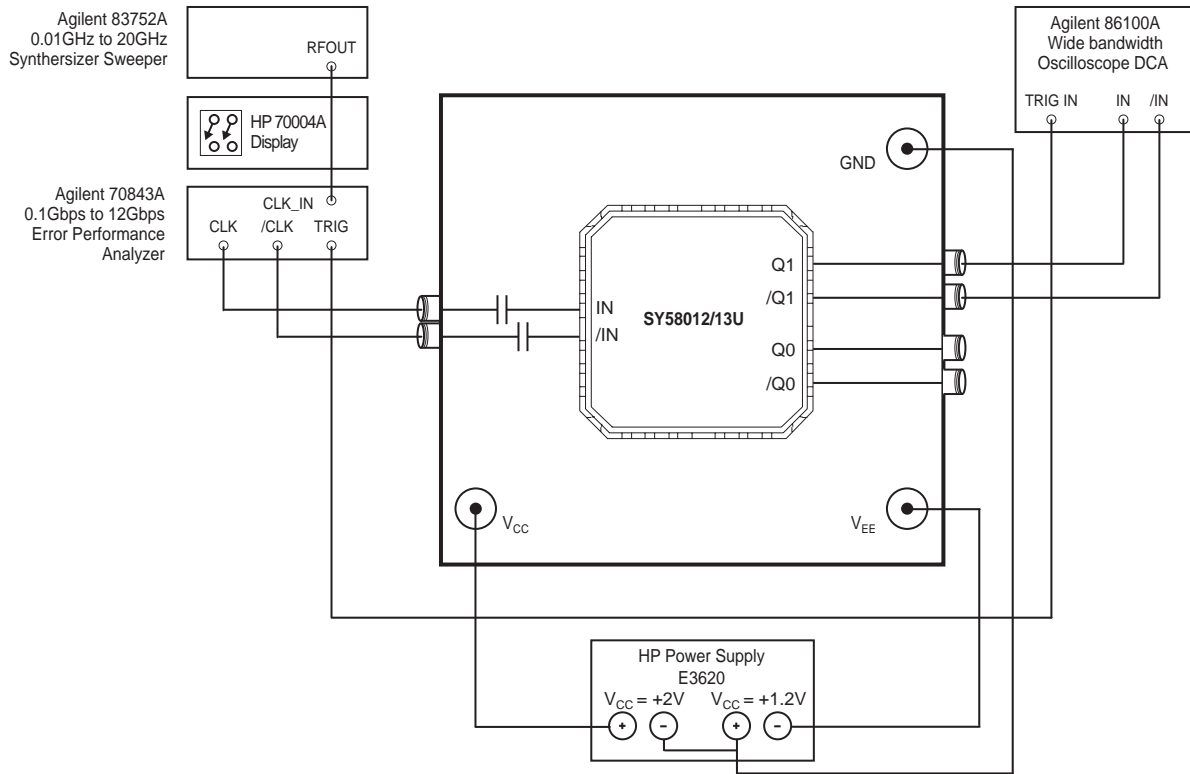 Agilent 83752A
0.01GHz to 20GHz
Synthersizer Sweeper
RFOUT
HP 70004A
Display
Agilent 70843A
0.1Gbps to 12Gbps
Error Performance
Analyzer
CLK_IN
CLK
/CLK
TRIG
Agilent 86100A
Wide bandwidth
Oscilloscope DCA
TRIG IN
IN
/IN
GND
IN
/IN
SY58012/13U
Q1
/Q1
Q0
/Q0
VCC
VEE
HP Power Supply
E3620
VCC = +2V
VCC = +1.2V
+
–
+
–